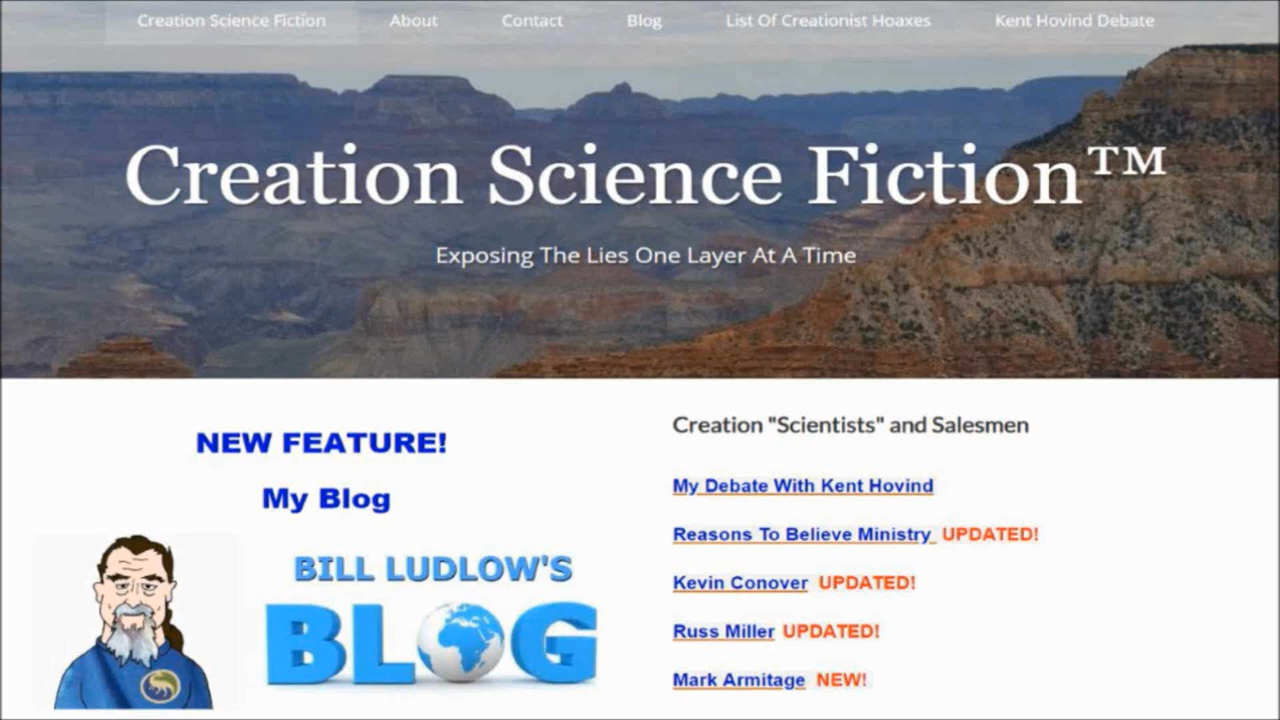 Creation Science Fiction About Contact Blog List Of Creationist Hoaxes Kent Hovind Debate
Creation Science Fiction™
Exposing The Lies One Layer At A Time
NEW FEATURE!
My Blog
BILL LUDLOW'S
BLOG
Creation "Scientists" and Salesmen
My Debate With Kent Hovind
Reasons To Believe Ministry UPDATED!
Kevin Conover UPDATED!
Russ Miller UPDATED!
Mark Armitage NEW!